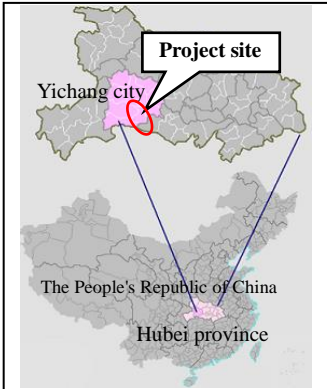 Project site
Yichang city
The People's Republic of China
Hubei province